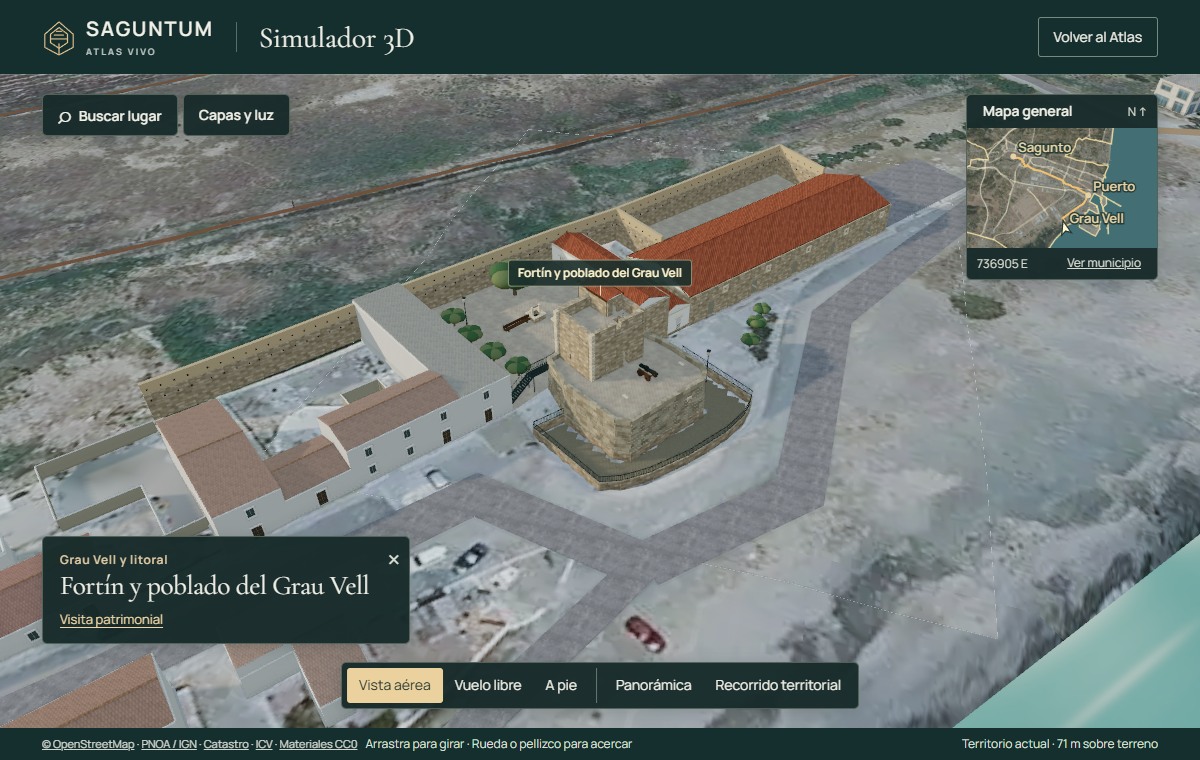 SAGUNTUM
ATLAS VIVO
Simulador 3D
Volver al Atlas
Buscar lugar
Capas y luz
Mapa general
N ↑
Sagunto
Puerto
Grau Vell
736905 E
Ver municipio
Fortín y poblado del Grau Vell
Grau Vell y litoral
Fortín y poblado del Grau Vell
Visita patrimonial
Vista aérea
Vuelo libre
A pie
Panorámica
Recorrido territorial
© OpenStreetMap · PNOA / IGN · Catastro · ICV · Materiales CC0
Arrastra para girar · Rueda o pellizco para acercar
Territorio actual · 71 m sobre terreno